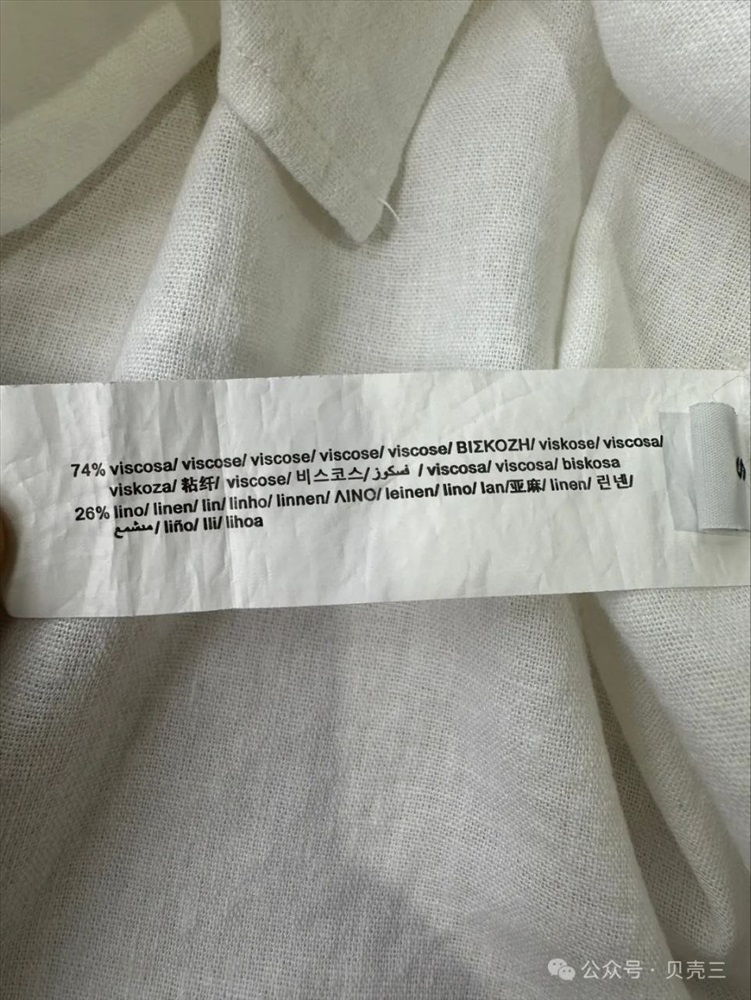 74% viscosa/ viscose/ viscose/ viscose/ viscose/ ΒΙΣΚΟΖΗ/ viskose/ viscosa/
viskoza/ 粘纤/ viscose/ 비스코스/ فسكوز / viscosa/ viscosa/ biskosa
26% lino/ linen/ lin/ linho/ linnen/ ΛΙΝΟ/ leinen/ lino/ lan/亚麻/ linen/ 린넨/
مشمع/ liño/ lli/ lihoa
公众号 · 贝壳三